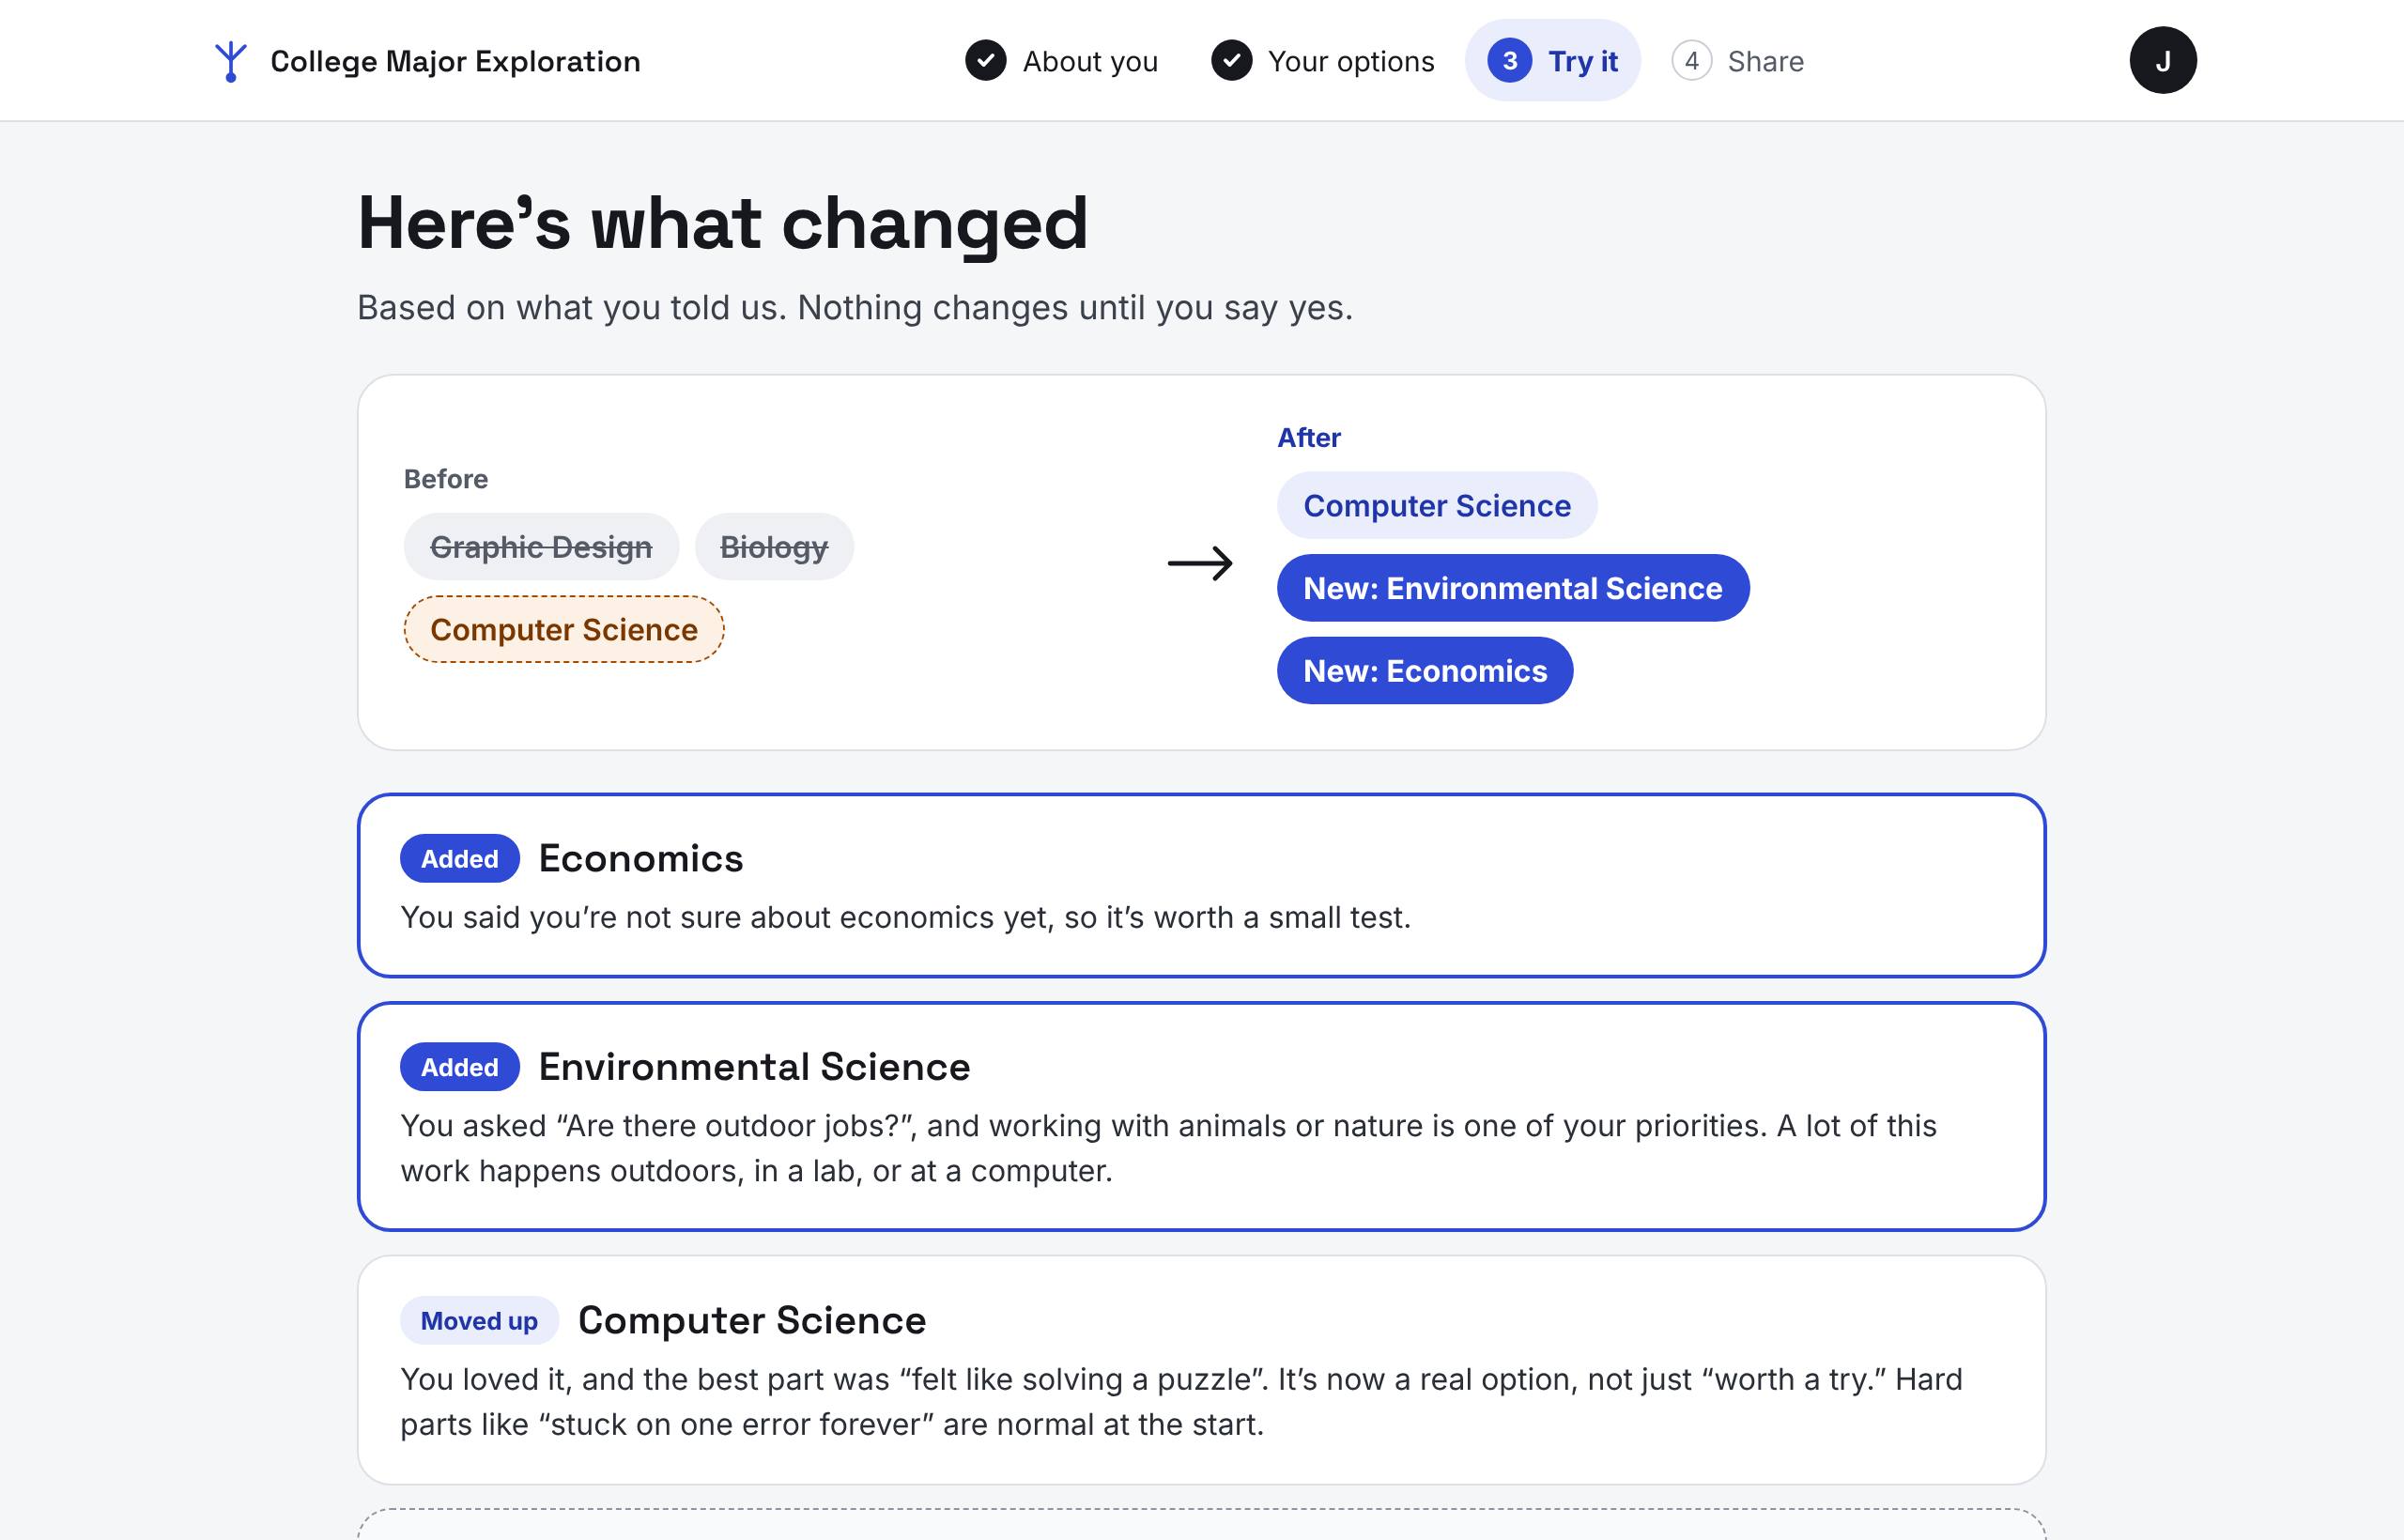 College Major Exploration
About you
Your options
3 Try it
4 Share
J
Here’s what changed
Based on what you told us. Nothing changes until you say yes.
Before
Graphic Design
Biology
Computer Science
After
Computer Science
New: Environmental Science
New: Economics
Added Economics
You said you’re not sure about economics yet, so it’s worth a small test.
Added Environmental Science
You asked “Are there outdoor jobs?”, and working with animals or nature is one of your priorities. A lot of this
work happens outdoors, in a lab, or at a computer.
Moved up Computer Science
You loved it, and the best part was “felt like solving a puzzle”. It’s now a real option, not just “worth a try.” Hard
parts like “stuck on one error forever” are normal at the start.